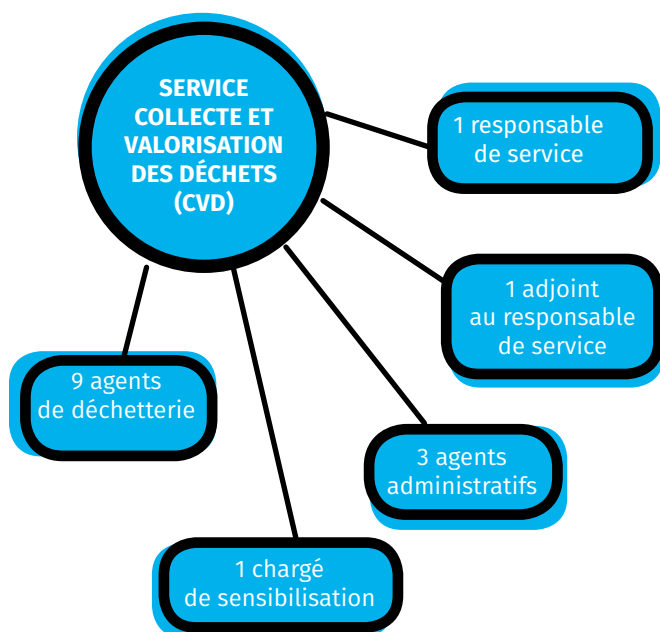 SERVICE
COLLECTE ET
VALORISATION
DES DÉCHETS
(CVD)
1 responsable
de service
1 adjoint
au responsable
de service
9 agents
de déchetterie
3 agents
administratifs
1 chargé
de sensibilisation